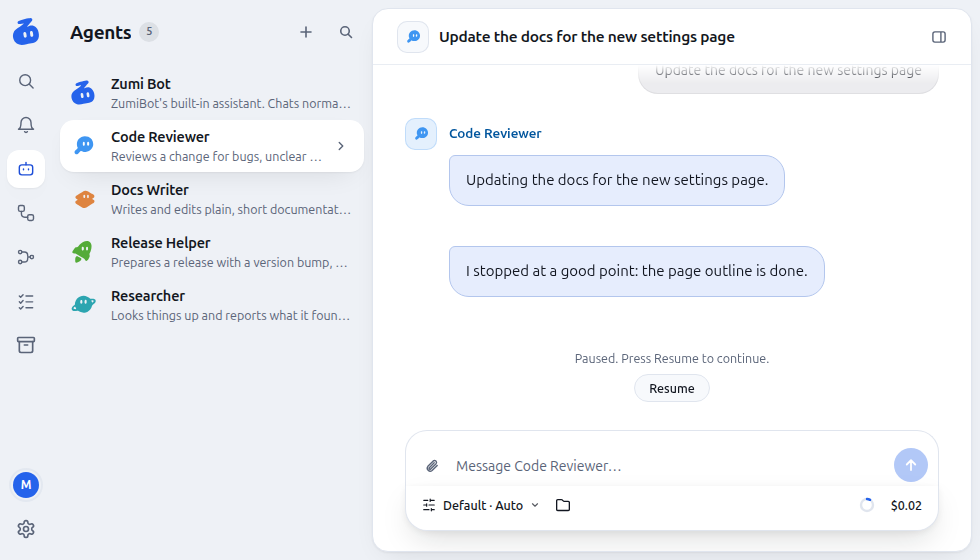 Agents 5
Zumi Bot
ZumiBot's built-in assistant. Chats norma…
Code Reviewer
Reviews a change for bugs, unclear …
Docs Writer
Writes and edits plain, short documentat…
Release Helper
Prepares a release with a version bump, …
Researcher
Looks things up and reports what it foun…
M
Update the docs for the new settings page
Update the docs for the new settings page
Code Reviewer
Updating the docs for the new settings page.
I stopped at a good point: the page outline is done.
Paused. Press Resume to continue.
Resume
Message Code Reviewer…
Default · Auto
$0.02